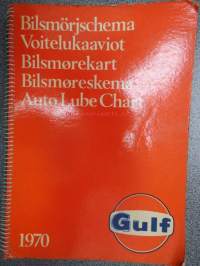 Bilsmörjschema
Voitelukaaviot
Bilsmørekart
Bilsmøreskema
Auto Lube Chart
Gulf
1970